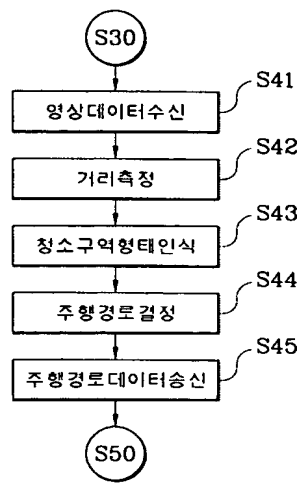 S30
영상데이터수신
S41
거리측정
S42
청소구역형태인식
S43
주행경로결정
S44
주행경로데이터송신
S45
S50